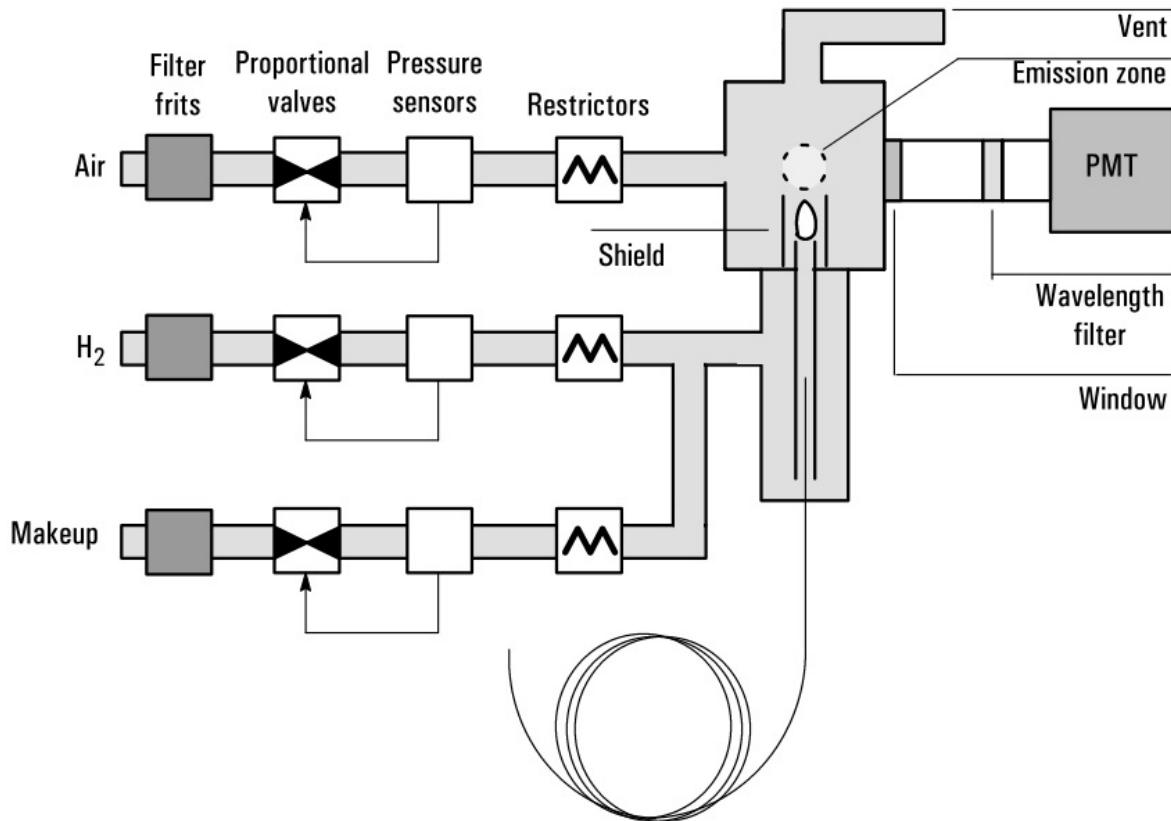 Vent
Filter
frits
Proportional
valves
Pressure
sensors
Restrictors
Emission zone
Air
PMT
Shield
Wavelength
filter
H2
Window
Makeup